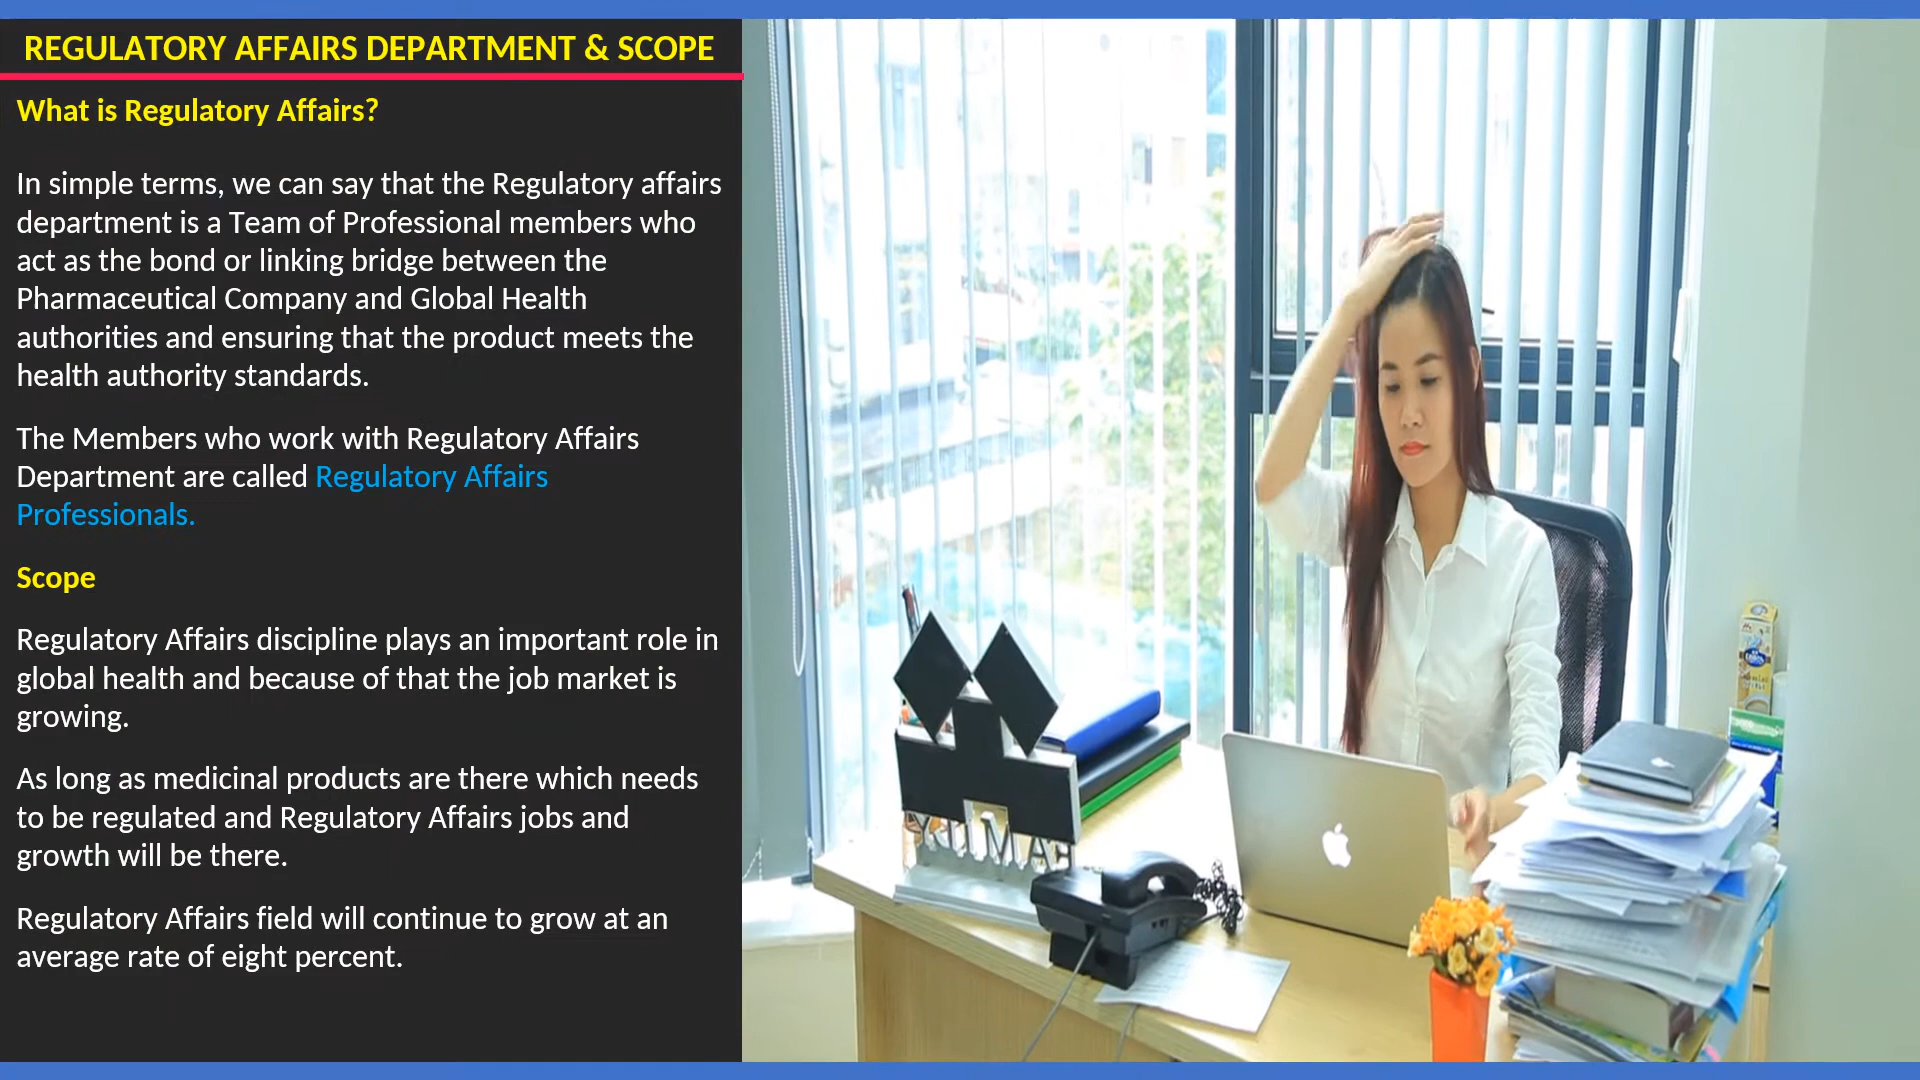 REGULATORY AFFAIRS DEPARTMENT & SCOPE
What is Regulatory Affairs?
In simple terms, we can say that the Regulatory affairs
department is a Team of Professional members who
act as the bond or linking bridge between the
Pharmaceutical Company and Global Health
authorities and ensuring that the product meets the
health authority standards.
The Members who work with Regulatory Affairs
Department are called Regulatory Affairs
Professionals.
Scope
Regulatory Affairs discipline plays an important role in
global health and because of that the job market is
growing.
As long as medicinal products are there which needs
to be regulated and Regulatory Affairs jobs and
growth will be there.
Regulatory Affairs field will continue to grow at an
average rate of eight percent.